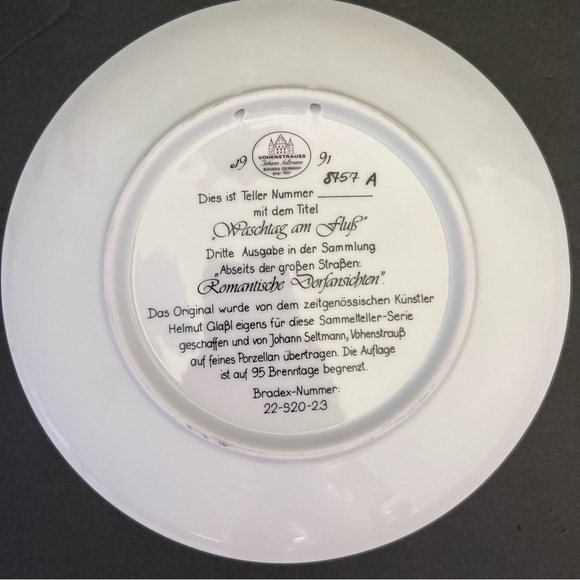 19 91
VOHENSTRAUSS
Johann Seltmann
BAVARIA GERMANY
8757 A
Dies ist Teller Nummer
mit dem Titel
„Waschtag am Fluß“
Dritte Ausgabe in der Sammlung
„Abseits der großen Straßen:
Romantische Dorfansichten“.
Das Original wurde von dem zeitgenössischen Künstler
Helmut Glaßl eigens für diese Sammelteller-Serie
geschaffen und von Johann Seltmann, Vohenstrauß
auf feines Porzellan übertragen. Die Auflage
ist auf 95 Brenntage begrenzt.
Bradex-Nummer:
22-S20-2.3